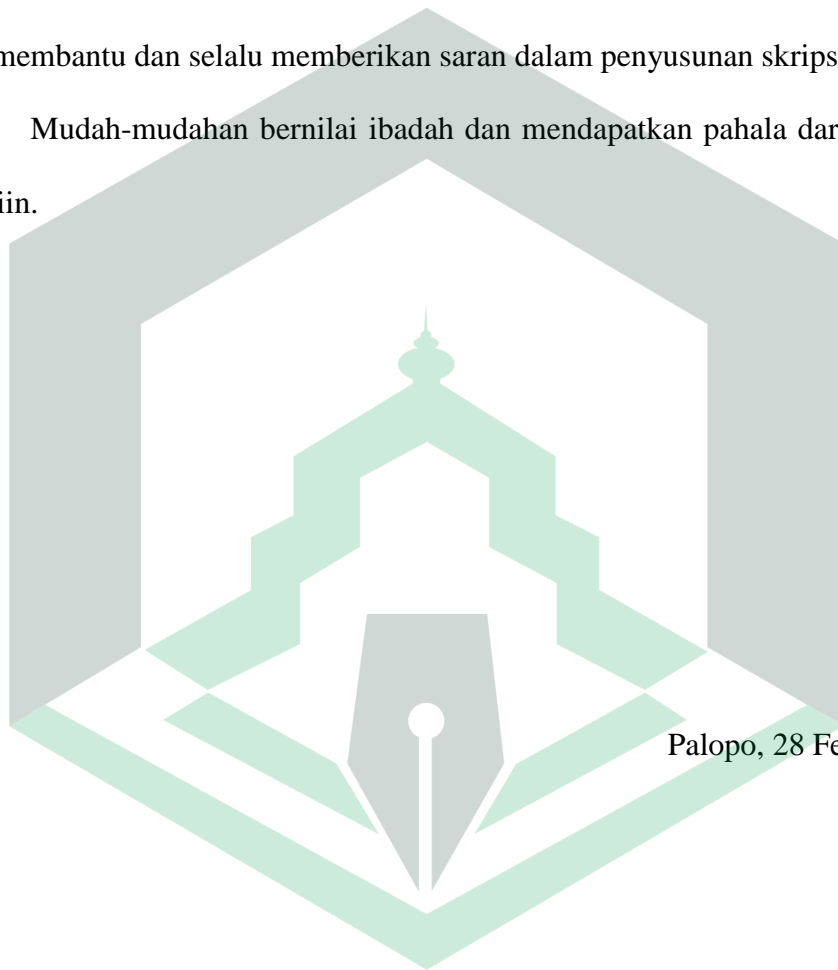 membantu dan selalu memberikan saran dalam penyusunan skrips
Mudah-mudahan bernilai ibadah dan mendapatkan pahala dar
iin.
Palopo, 28 Fe